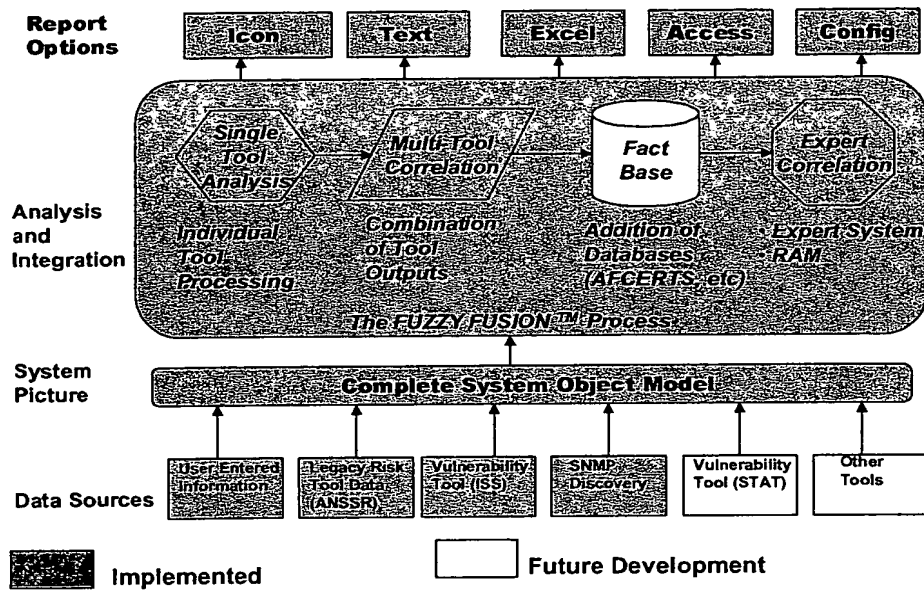 Report
Options
Icon
Text
Excel
Access
Config
Single
Tool
Analysis
Multi-Tool
Correlation
Fact
Base
Expert
Correlation
Analysis
and
Integration
Individual
Tool
Processing
Combination
of Tool
Outputs
Addition of
Databases
(AFCERTS, etc)
• Expert System
• RAM
The FUZZY FUSION™ Process
System
Picture
Complete System Object Model
Data Sources
User Entered
Information
Legacy Risk
Tool Data
(ANSSR)
Vulnerability
Tool (ISS)
SNMP
Discovery
Vulnerability
Tool (STAT)
Other
Tools
Implemented
Future Development